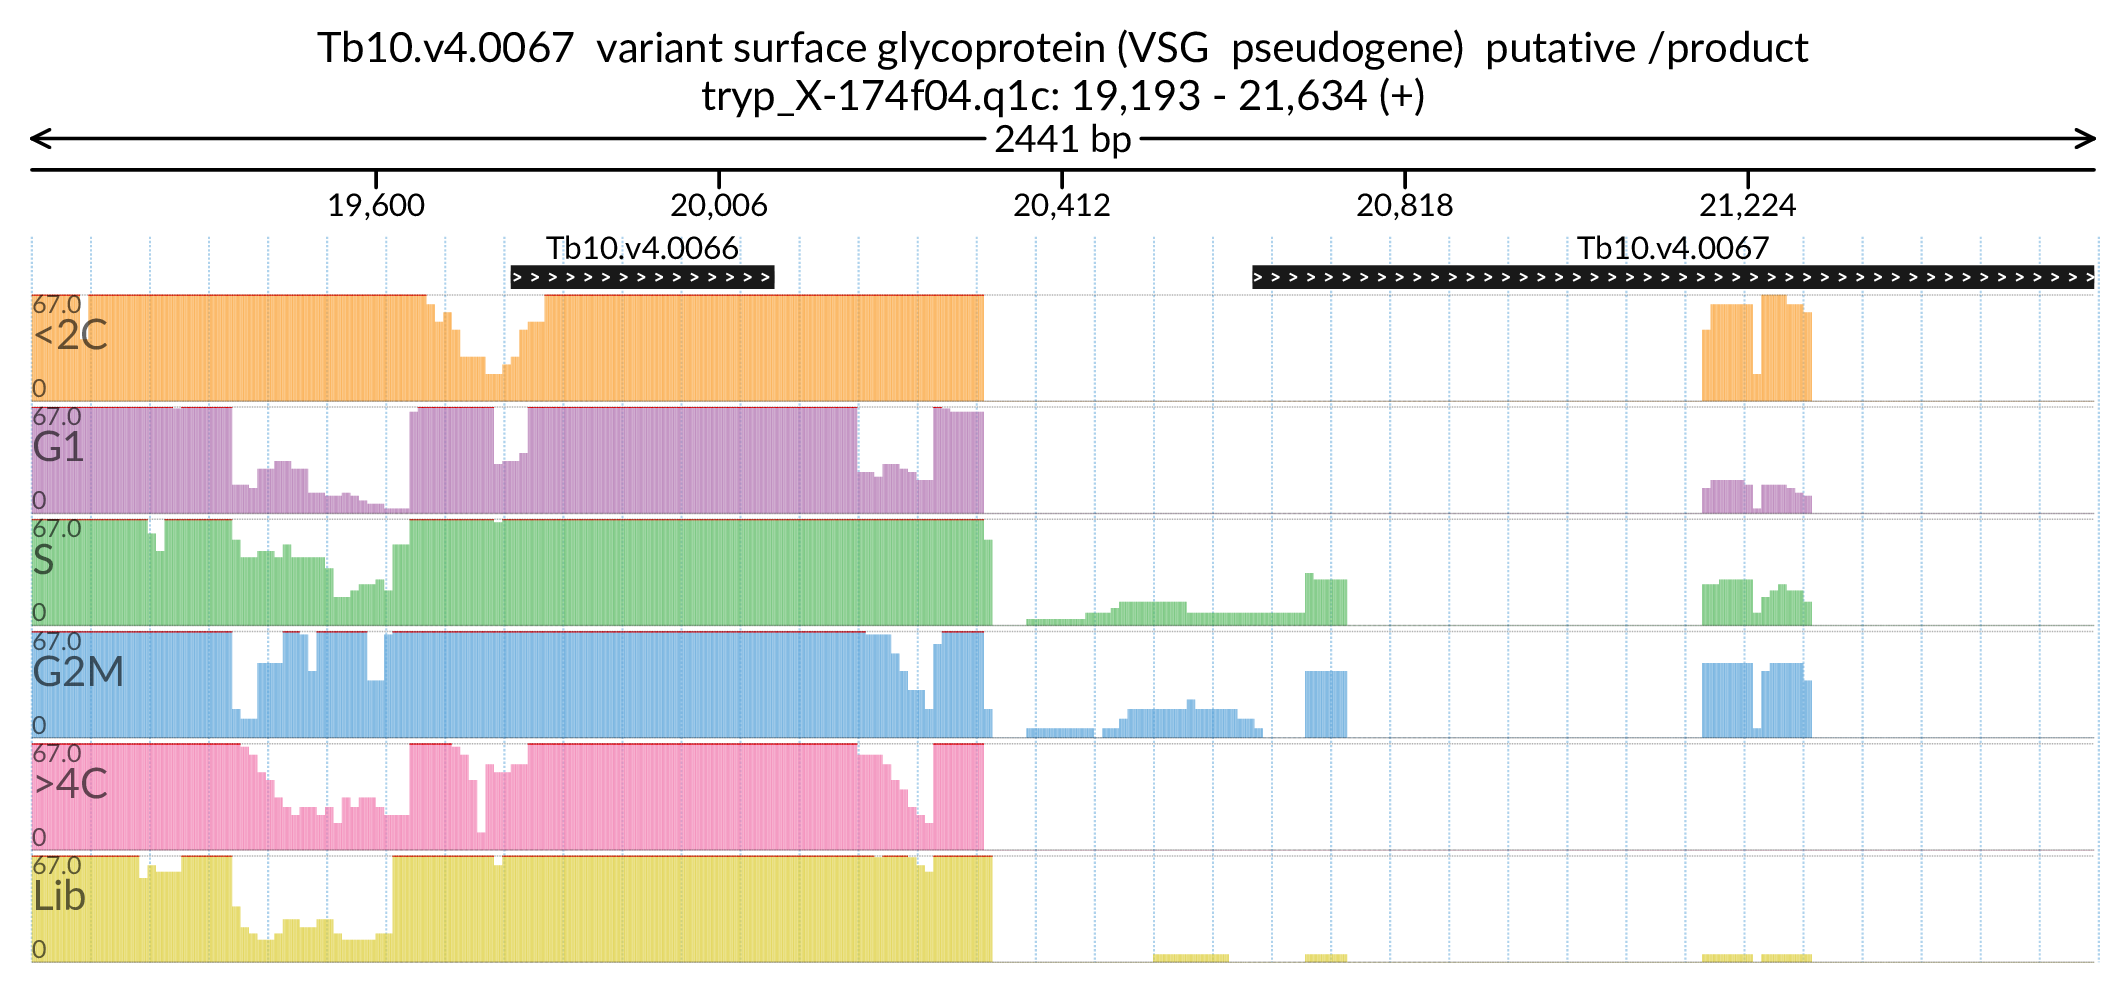 Tb10.v4.0067  variant surface glycoprotein (VSG  pseudogene)  putative /product
tryp_X-174f04.q1c: 19,193 - 21,634 (+)
2441 bp
19,600 20,006 20,412 20,818 21,224
Tb10.v4.0066 Tb10.v4.0067
67.0
<2C
0
67.0
G1
0
67.0
S
0
67.0
G2M
0
67.0
>4C
0
67.0
Lib
0